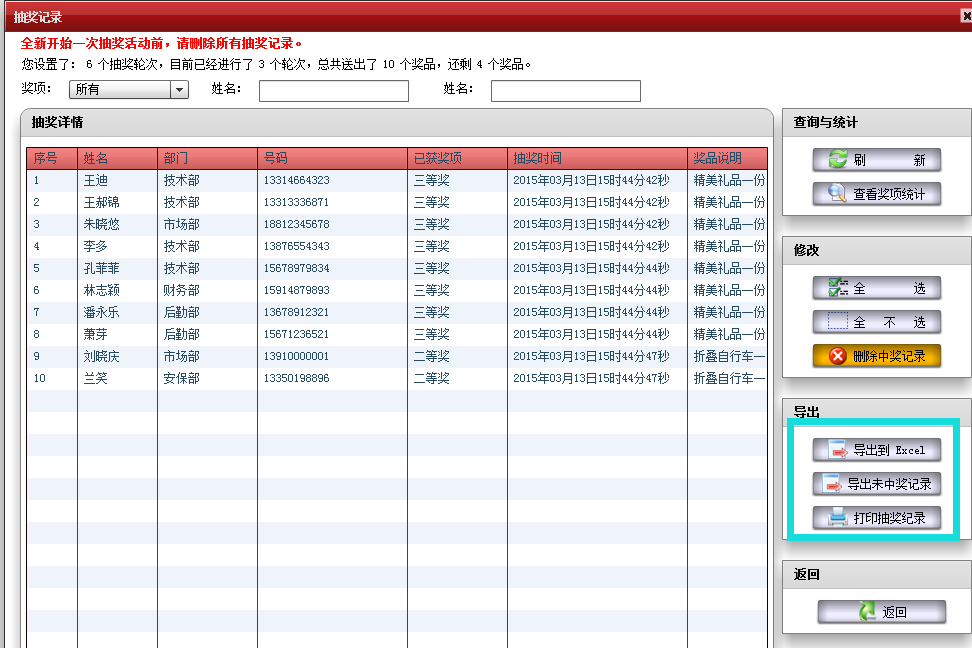 抽奖记录
全新开始一次抽奖活动前，请删除所有抽奖记录。
您设置了： 6 个抽奖轮次，目前已经进行了 3 个轮次，总共送出了 10 个奖品，还剩 4 个奖品。
奖项： 所有 姓名： 姓名：
抽奖详情
序号 姓名 部门 号码 已获奖项 抽奖时间 奖品说明
1 王迪 技术部 13314664323 三等奖 2015年03月13日15时44分42秒 精美礼品一份
2 王郝锦 技术部 13313336871 三等奖 2015年03月13日15时44分42秒 精美礼品一份
3 朱晓悠 市场部 18812345678 三等奖 2015年03月13日15时44分42秒 精美礼品一份
4 李多 技术部 13876554343 三等奖 2015年03月13日15时44分42秒 精美礼品一份
5 孔菲菲 技术部 15678979834 三等奖 2015年03月13日15时44分44秒 精美礼品一份
6 林志颖 财务部 15914879893 三等奖 2015年03月13日15时44分44秒 精美礼品一份
7 潘永乐 后勤部 13678912321 三等奖 2015年03月13日15时44分44秒 精美礼品一份
8 萧芽 后勤部 15671236521 三等奖 2015年03月13日15时44分44秒 精美礼品一份
9 刘晓庆 市场部 13910000001 二等奖 2015年03月13日15时44分47秒 折叠自行车一
10 兰笑 安保部 13350198896 二等奖 2015年03月13日15时44分47秒 折叠自行车一
查询与统计
刷 新
查看奖项统计
修改
全 选
全 不 选
删除中奖记录
导出
导出到 Excel
导出未中奖记录
打印抽奖纪录
返回
返回